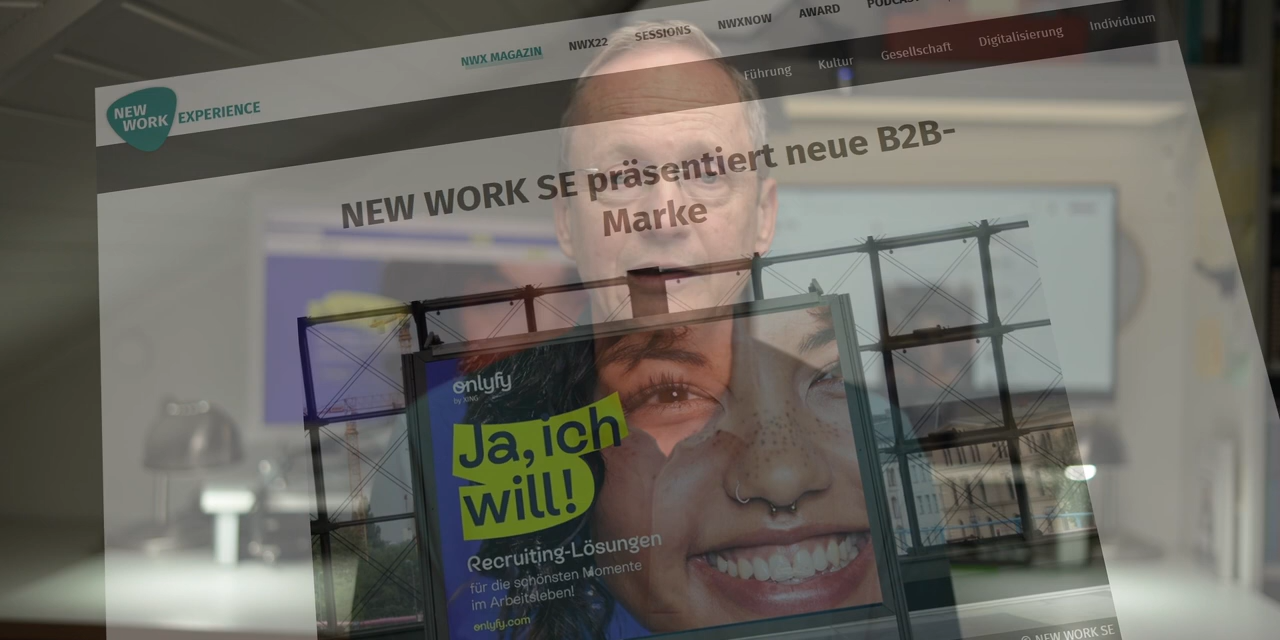 NWX MAGAZIN NWX22 SESSIONS NWXNOW AWARD PODCAST
Führung Kultur Gesellschaft Digitalisierung Individuum
NEW
WORK
EXPERIENCE
NEW WORK SE präsentiert neue B2B-
Marke
onlyfy
by XING
Ja, ich
will!
Recruiting-Lösungen
für die schönsten Momente
im Arbeitsleben!
onlyfy.com
© NEW WORK SE